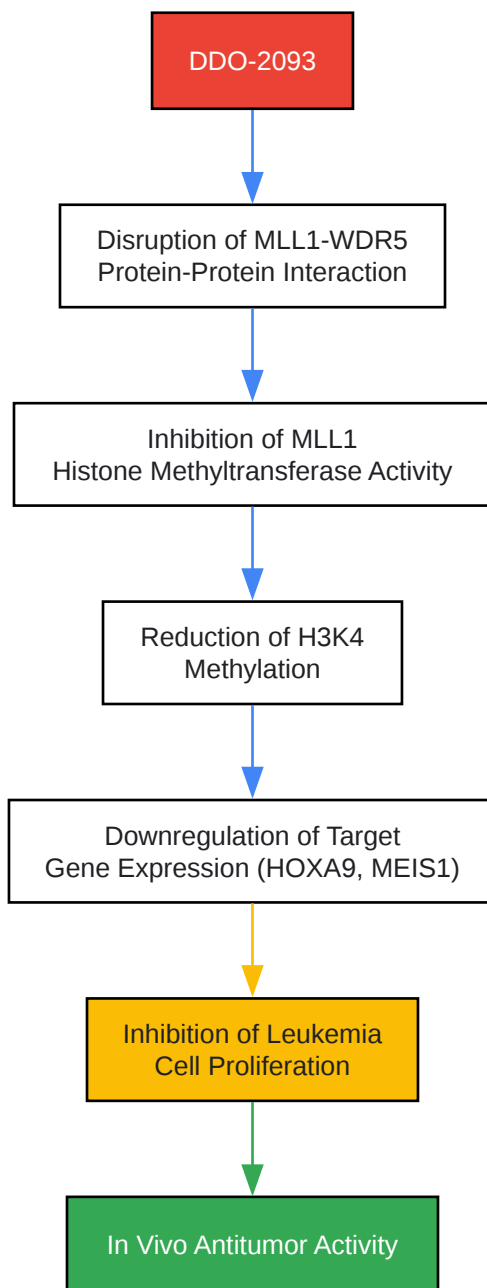 DDO-2093
Disruption of MLL1-WDR5
Protein-Protein Interaction
Inhibition of MLL1
Histone Methyltransferase Activity
Reduction of H3K4
Methylation
Downregulation of Target
Gene Expression (HOXA9, MEIS1)
Inhibition of Leukemia
Cell Proliferation
In Vivo Antitumor Activity